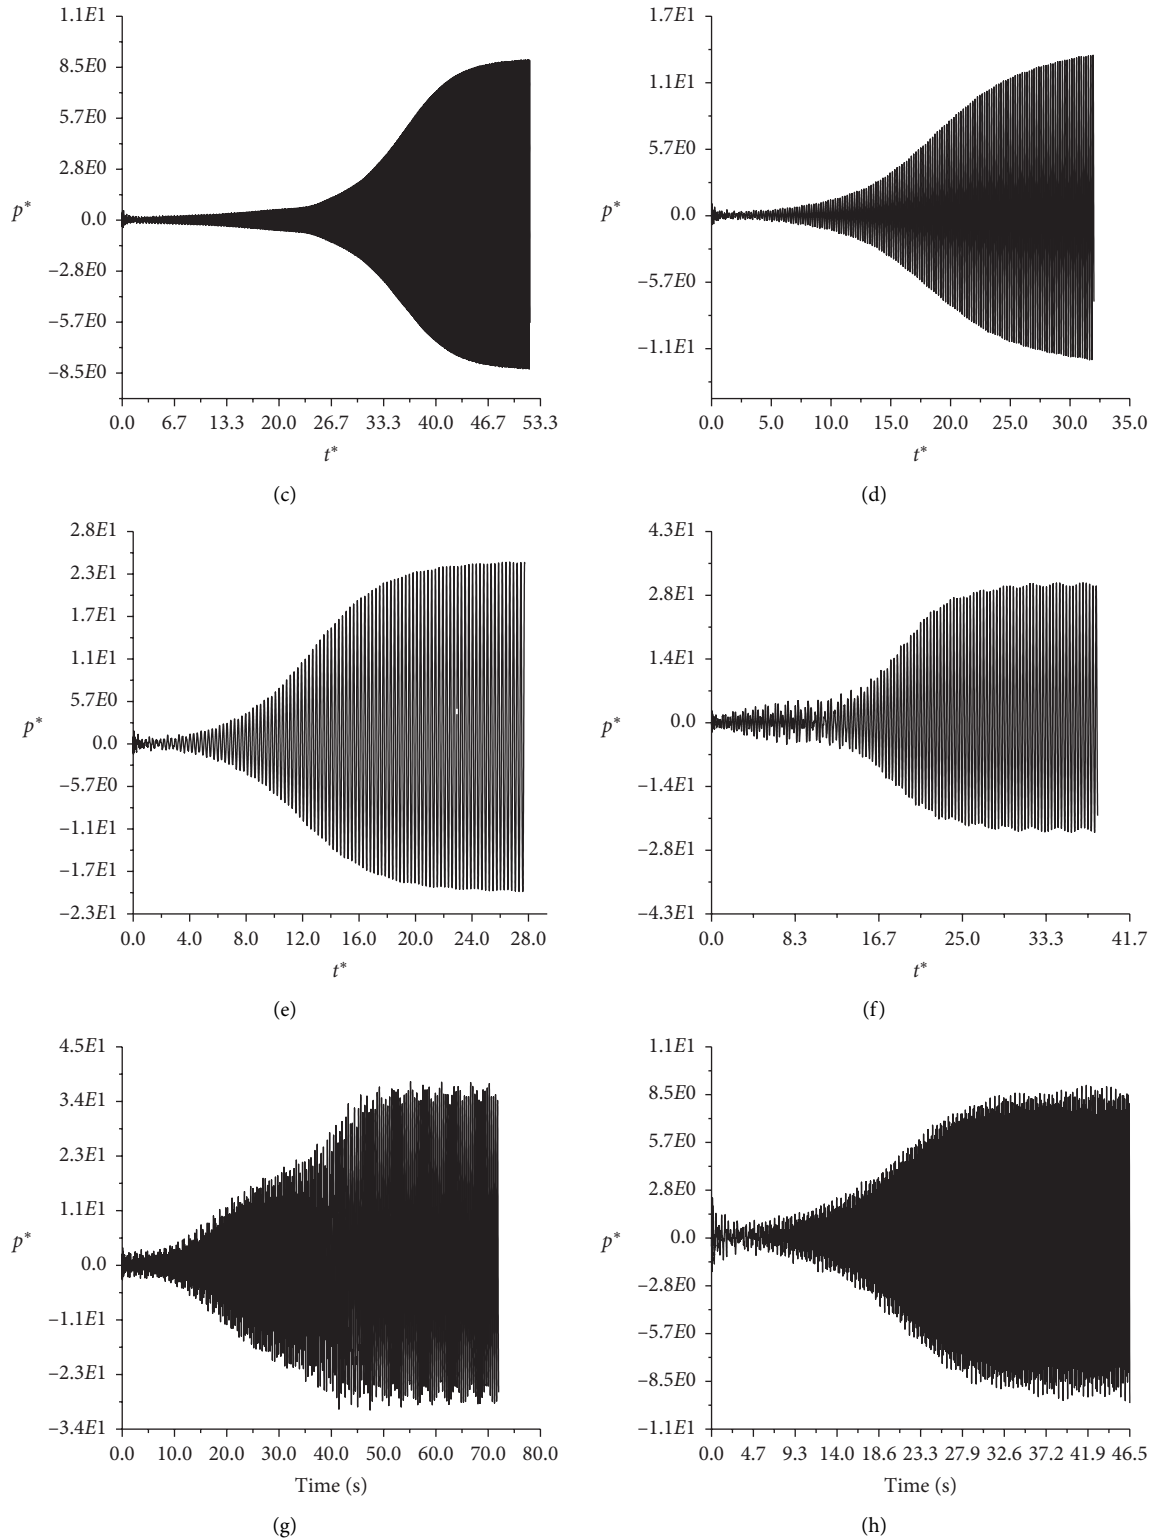 1.1E1
8.5E0
5.7E0
2.8E0
0.0
–2.8E0
–5.7E0
–8.5E0
p*
0.0 6.7 13.3 20.0 26.7 33.3 40.0 46.7 53.3
t*
(c)
1.7E1
1.1E1
5.7E0
0.0
–5.7E0
–1.1E1
p*
0.0 5.0 10.0 15.0 20.0 25.0 30.0 35.0
t*
(d)
2.8E1
2.3E1
1.7E1
1.1E1
5.7E0
0.0
–5.7E0
–1.1E1
–1.7E1
–2.3E1
p*
0.0 4.0 8.0 12.0 16.0 20.0 24.0 28.0
t*
(e)
4.3E1
2.8E1
1.4E1
0.0
–1.4E1
–2.8E1
–4.3E1
p*
0.0 8.3 16.7 25.0 33.3 41.7
t*
(f)
4.5E1
3.4E1
2.3E1
1.1E1
0.0
–1.1E1
–2.3E1
–3.4E1
p*
0.0 10.0 20.0 30.0 40.0 50.0 60.0 70.0 80.0
Time (s)
(g)
1.1E1
8.5E0
5.7E0
2.8E0
0.0
–2.8E0
–5.7E0
–8.5E0
–1.1E1
p*
0.0 4.7 9.3 14.0 18.6 23.3 27.9 32.6 37.2 41.9 46.5
Time (s)
(h)